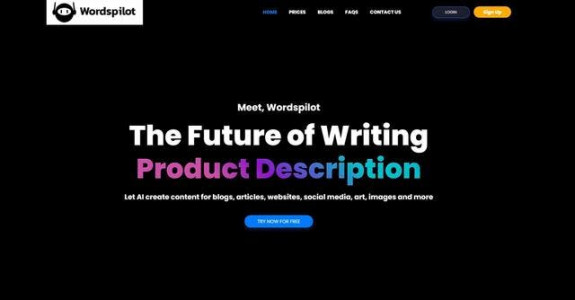 Wordspilot
HOME PRICES BLOGS FAQS CONTACT US LOGIN Sign Up
Meet, Wordspilot
The Future of Writing
Product Description
Let AI create content for blogs, articles, websites, social media, art, images and more
TRY NOW FOR FREE